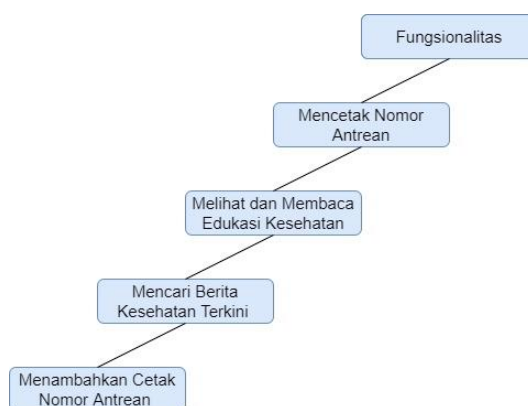 Fungsionalitas
Mencetak Nomor
Antrean
Melihat dan Membaca
Edukasi Kesehatan
Mencari Berita
Kesehatan Terkini
Menambahkan Cetak
Nomor Antrean